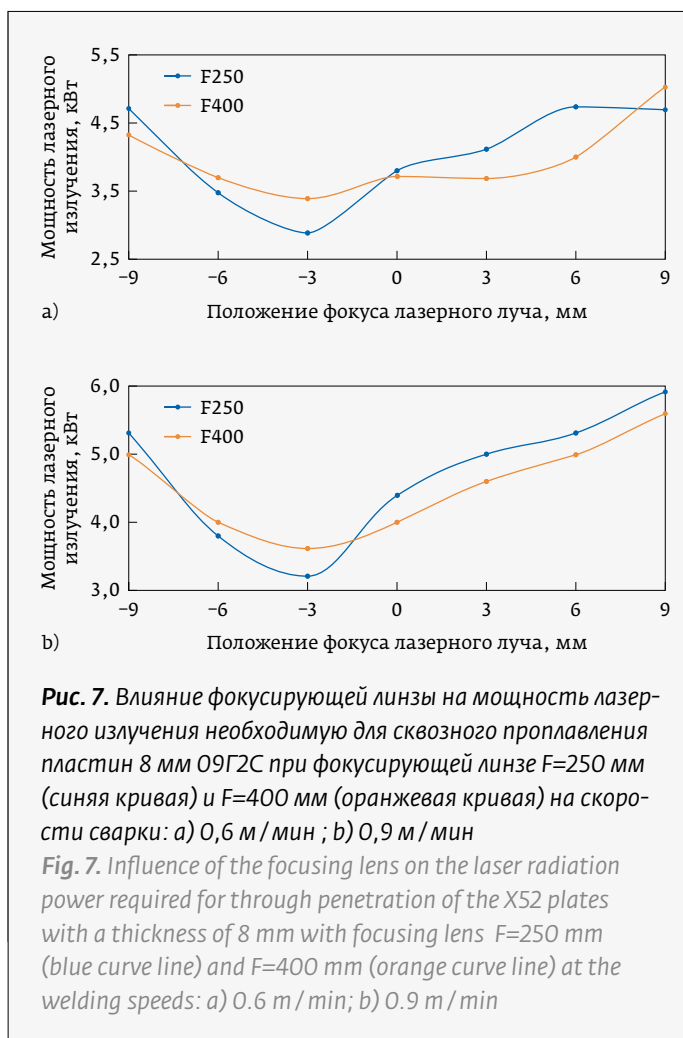 5,5
4,5
3,5
2,5
Мощность лазерного
излучения, кВт
F250
F400
−9 −6 −3 0 3 6 9
a) Положение фокуса лазерного луча, мм
6,0
5,0
4,0
3,0
Мощность лазерного
излучения, кВт
F250
F400
−9 −6 −3 0 3 6 9
b) Положение фокуса лазерного луча, мм
Рис. 7. Влияние фокусирующей линзы на мощность лазер-
ного излучения необходимую для сквозного проплавления
пластин 8 мм 09Г2С при фокусирующей линзе F=250 мм
(синяя кривая) и F=400 мм (оранжевая кривая) на скоро-
сти сварки: а) 0,6 м / мин ; b) 0,9 м / мин
Fig. 7. Influence of the focusing lens on the laser radiation
power required for through penetration of the X52 plates
with a thickness of 8 mm with focusing lens F=250 mm
(blue curve line) and F=400 mm (orange curve line) at the
welding speeds: a) 0.6 m / min; b) 0.9 m / min